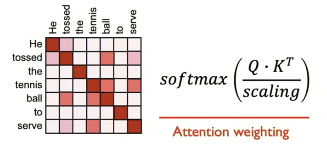 He tossed the tennis ball to serve
He
tossed
the
tennis
ball
to
serve
softmax(Q · K^T / scaling)
Attention weighting